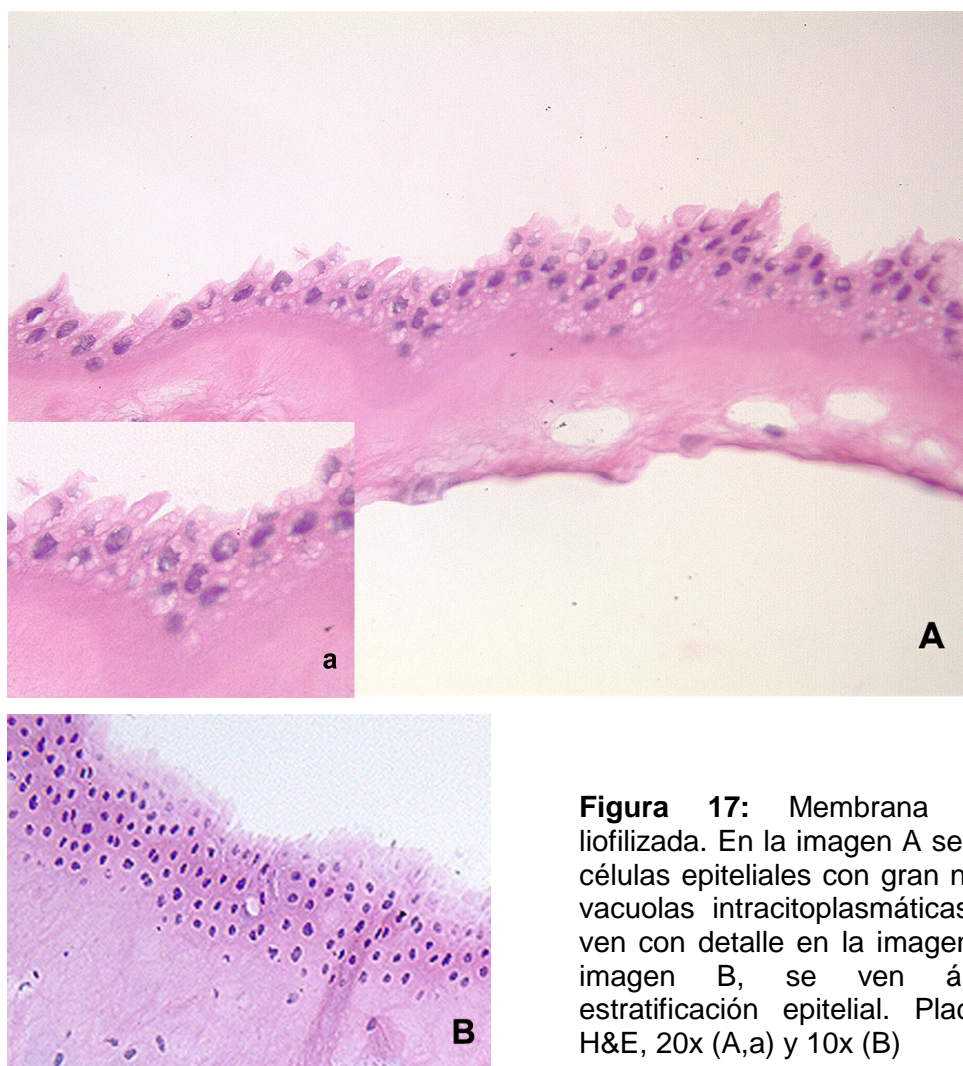 A
a
B
Figura 17: Membrana
liofilizada. En la imagen A se
células epiteliales con gran n
vacuolas intracitoplasmáticas
ven con detalle en la imagen
imagen B, se ven á
estratificación epitelial. Plac
H&E, 20x (A,a) y 10x (B)